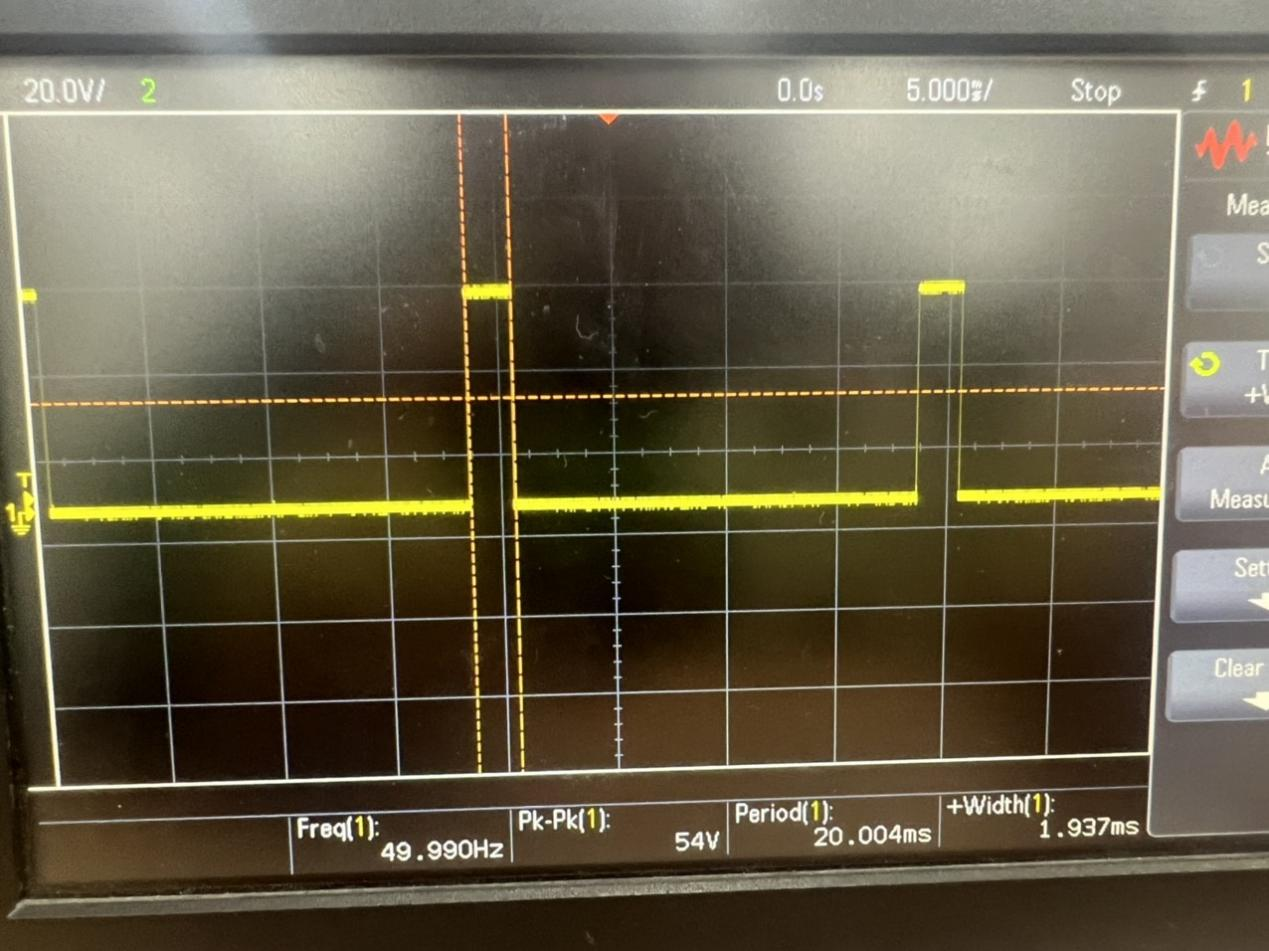 20.0V/ 2 0.0s 5.000ms/ Stop 1
T
1
Freq(1): 49.990Hz
Pk-Pk(1): 54V
Period(1): 20.004ms
+Width(1): 1.937ms
Mea
S
T
+W
A
Measu
Sett
Clear